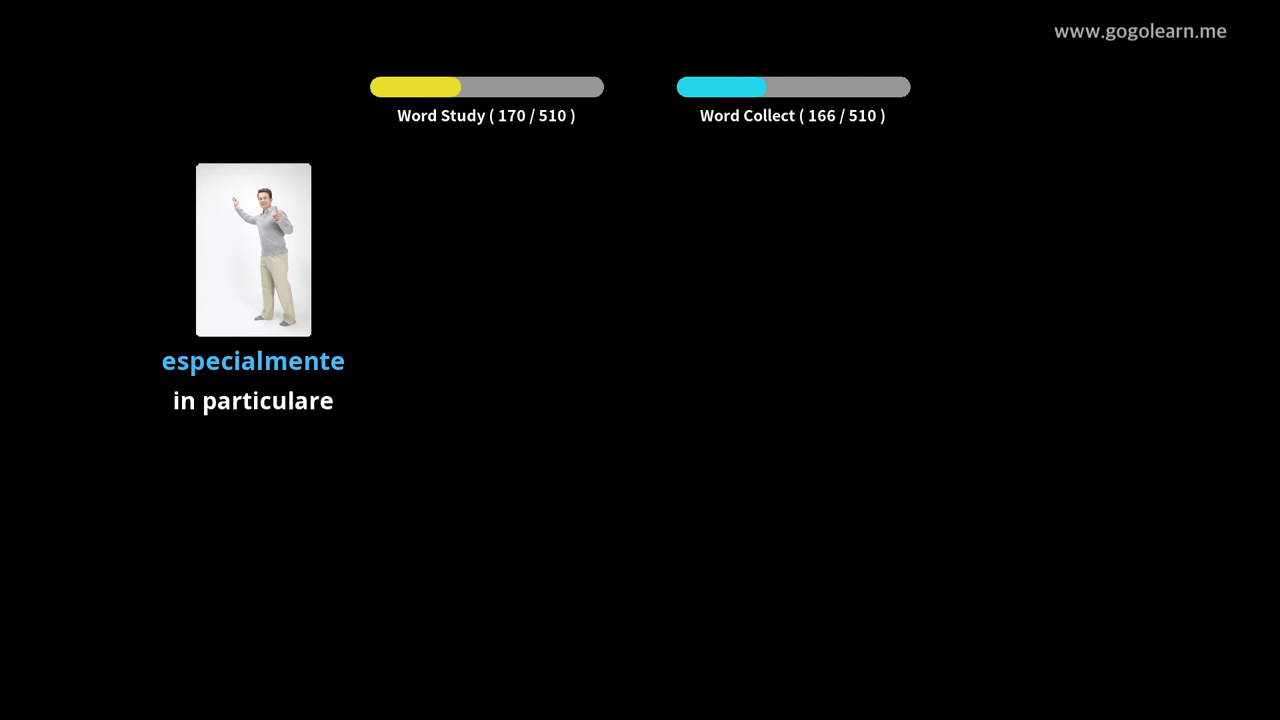 www.gogolearn.me
Word Study ( 170 / 510 )
Word Collect ( 166 / 510 )
especialmente
in particulare